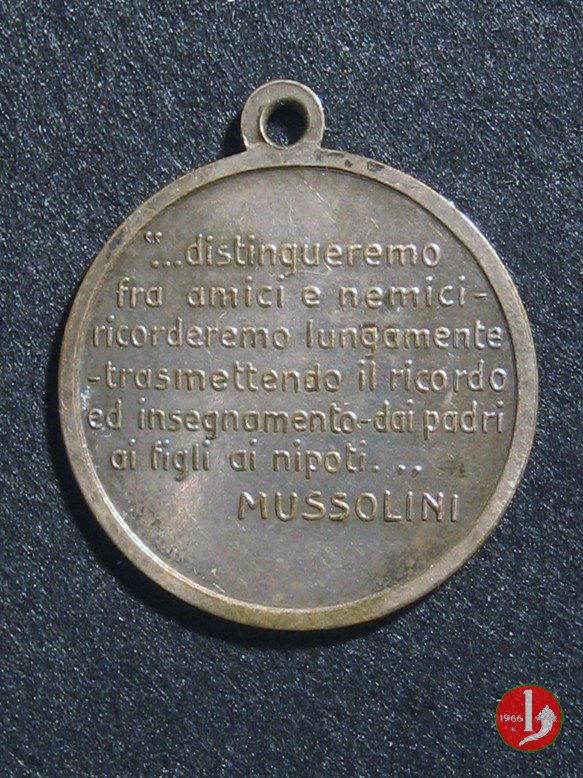 "...distingueremo
fra amici e nemici-
ricorderemo lungamente
-trasmettendo il ricordo
ed insegnamento-dai padri
ai figli ai nipoti. ..
MUSSOLINI
1966